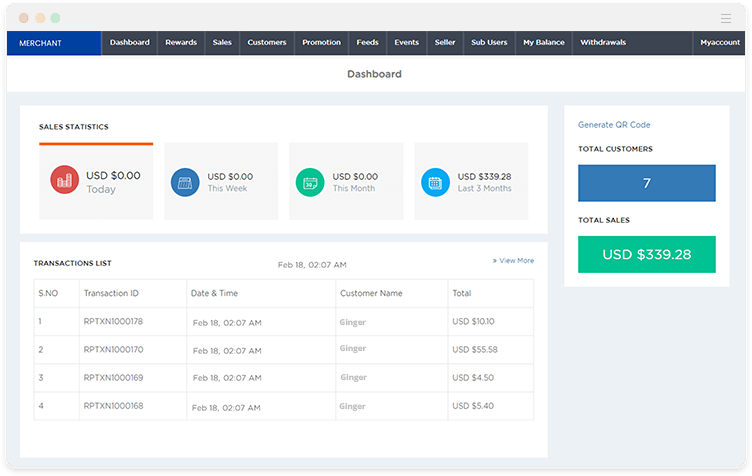 MERCHANT Dashboard Rewards Sales Customers Promotion Feeds Events Seller Sub Users My Balance Withdrawals Myaccount
Dashboard
SALES STATISTICS
USD $0.00
Today
USD $0.00
This Week
USD $0.00
This Month
USD $339.28
Last 3 Months
Generate QR Code
TOTAL CUSTOMERS
7
TOTAL SALES
USD $339.28
TRANSACTIONS LIST Feb 18, 02:07 AM » View More
S.NO Transaction ID Date & Time Customer Name Total
1 RPTXN1000178 Feb 18, 02:07 AM Ginger USD $10.10
2 RPTXN1000170 Feb 18, 02:07 AM Ginger USD $55.58
3 RPTXN1000169 Feb 18, 02:07 AM Ginger USD $4.50
4 RPTXN1000168 Feb 18, 02:07 AM Ginger USD $5.40